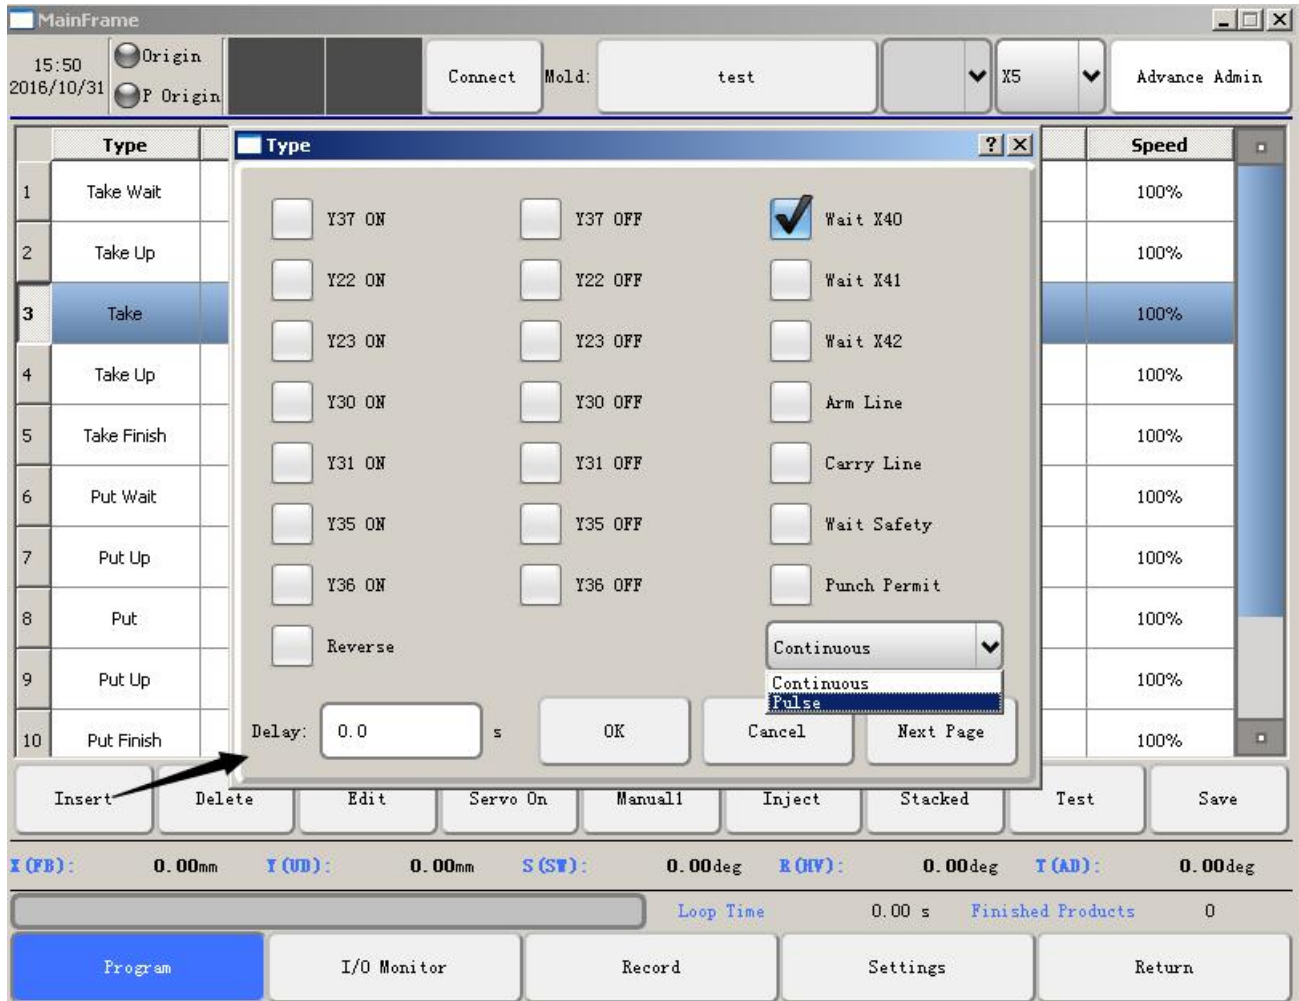 MainFrame
15:50
2016/10/31
Origin
P Origin
Connect
Mold:
test
X5
Advance Admin
Type
Speed
Type
? X
1 Take Wait 100%
2 Take Up 100%
3 Take 100%
4 Take Up 100%
5 Take Finish 100%
6 Put Wait 100%
7 Put Up 100%
8 Put 100%
9 Put Up 100%
10 Put Finish 100%
Y37 ON Y37 OFF Wait X40
Y22 ON Y22 OFF Wait X41
Y23 ON Y23 OFF Wait X42
Y30 ON Y30 OFF Arm Line
Y31 ON Y31 OFF Carry Line
Y35 ON Y35 OFF Wait Safety
Y36 ON Y36 OFF Punch Permit
Reverse Continuous
Continuous
Pulse
Delay: 0.0 s OK Cancel Next Page
Insert Delete Edit Servo On Manual1 Inject Stacked Test Save
X(FB): 0.00mm Y(UD): 0.00mm S(SW): 0.00deg R(HV): 0.00deg T(AD): 0.00deg
Loop Time 0.00 s Finished Products 0
Program I/O Monitor Record Settings Return